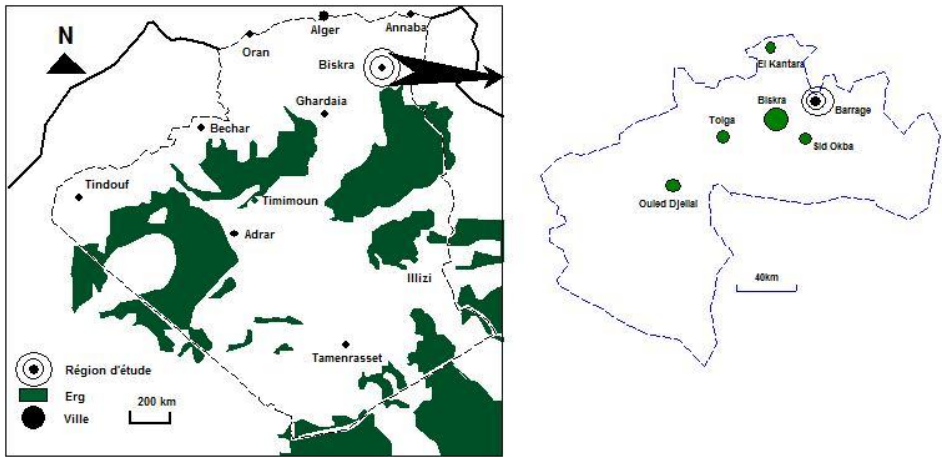 N
Alger
Annaba
Oran
Biskra
Ghardaia
Bechar
Tindouf
Timimoun
Adrar
Illizi
Tamenrasset
Région d'étude
Erg
Ville
200 km
El Kantara
Biskra
Barrage
Tolga
Sid Okba
Ouled Djellal
40km